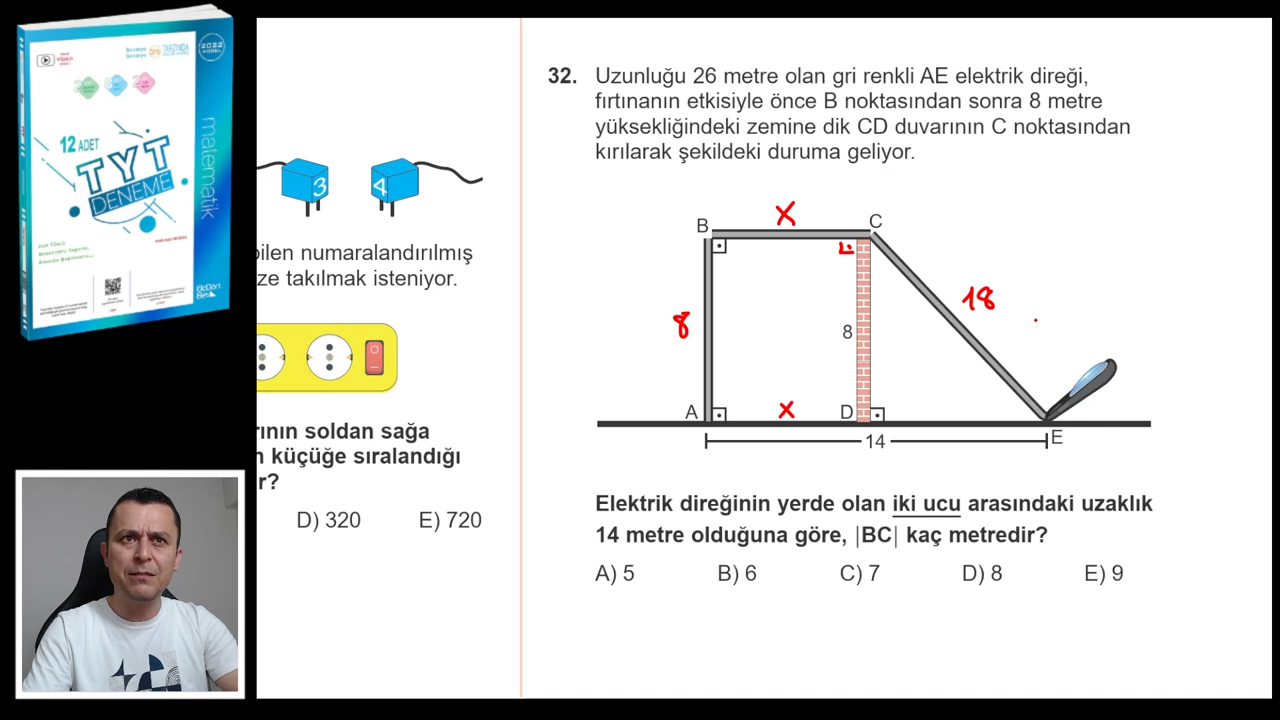 2022
MODEL
TARZINDA
12 ADET
TYT
DENEME
matematik
3
4
bilen numaralandırılmış
ze takılmak isteniyor.
rının soldan sağa
n küçüğe sıralandığı
r?
D) 320 E) 720
32. Uzunluğu 26 metre olan gri renkli AE elektrik direği,
fırtınanın etkisiyle önce B noktasından sonra 8 metre
yüksekliğindeki zemine dik CD duvarının C noktasından
kırılarak şekildeki duruma geliyor.
x
B C
8 18
8
A x D
14 E
Elektrik direğinin yerde olan iki ucu arasındaki uzaklık
14 metre olduğuna göre, |BC| kaç metredir?
A) 5 B) 6 C) 7 D) 8 E) 9